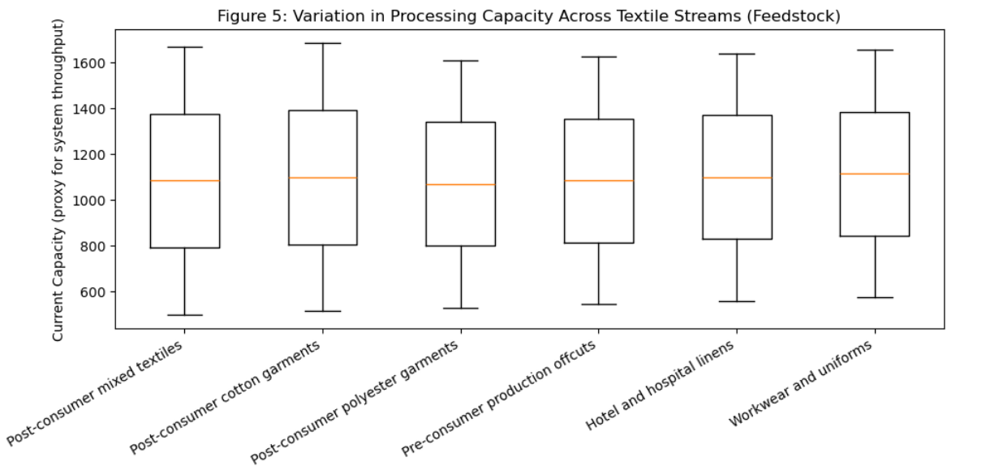 Figure 5: Variation in Processing Capacity Across Textile Streams (Feedstock)
Current Capacity (proxy for system throughput)
1600
1400
1200
1000
800
600
Post-consumer mixed textiles
Post-consumer cotton garments
Post-consumer polyester garments
Pre-consumer production offcuts
Hotel and hospital linens
Workwear and uniforms